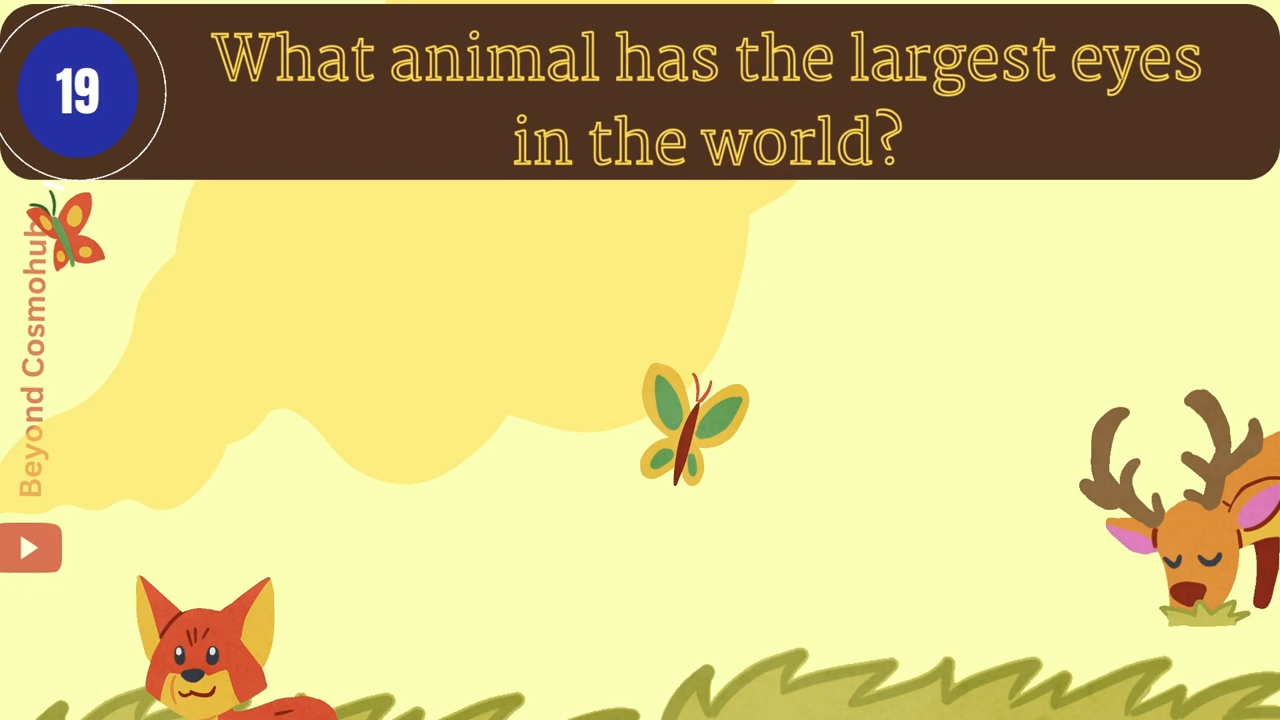 19
What animal has the largest eyes
in the world?
Beyond Cosmohub